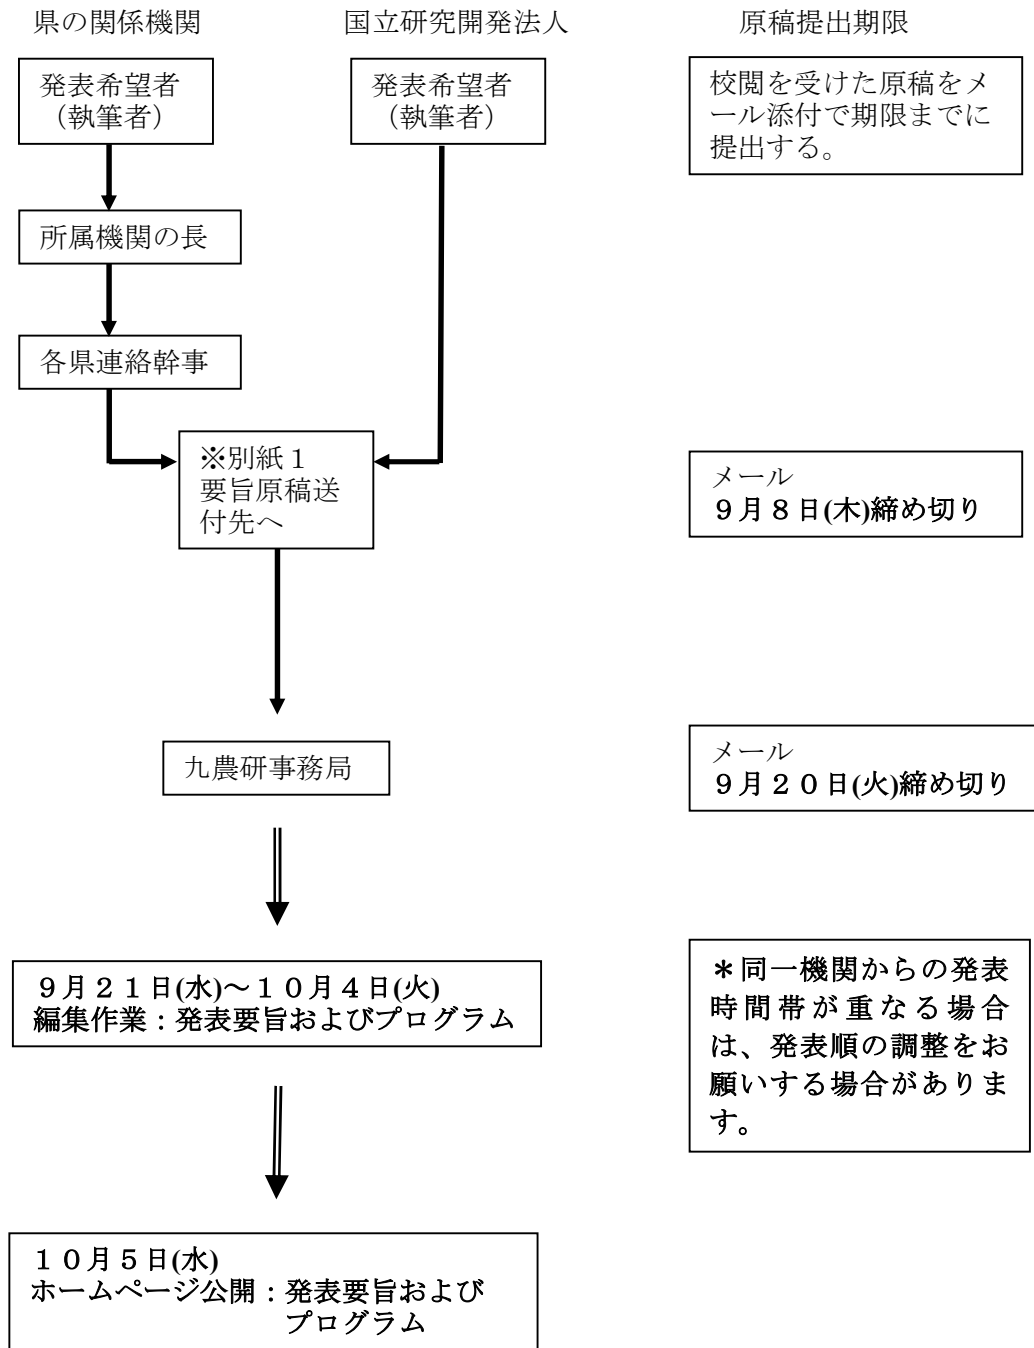 県の関係機関
国立研究開発法人
原稿提出期限
発表希望者
（執筆者）
発表希望者
（執筆者）
校閲を受けた原稿をメ
ール添付で期限までに
提出する。
所属機関の長
各県連絡幹事
※別紙１
要旨原稿送
付先へ
メール
９月８日(木)締め切り
九農研事務局
メール
９月２０日(火)締め切り
９月２１日(水)～１０月４日(火)
編集作業：発表要旨およびプログラム
＊同一機関からの発表
時間帯が重なる場合
は、発表順の調整をお
願いする場合がありま
す。
１０月５日(水)
ホームページ公開：発表要旨および
プログラム